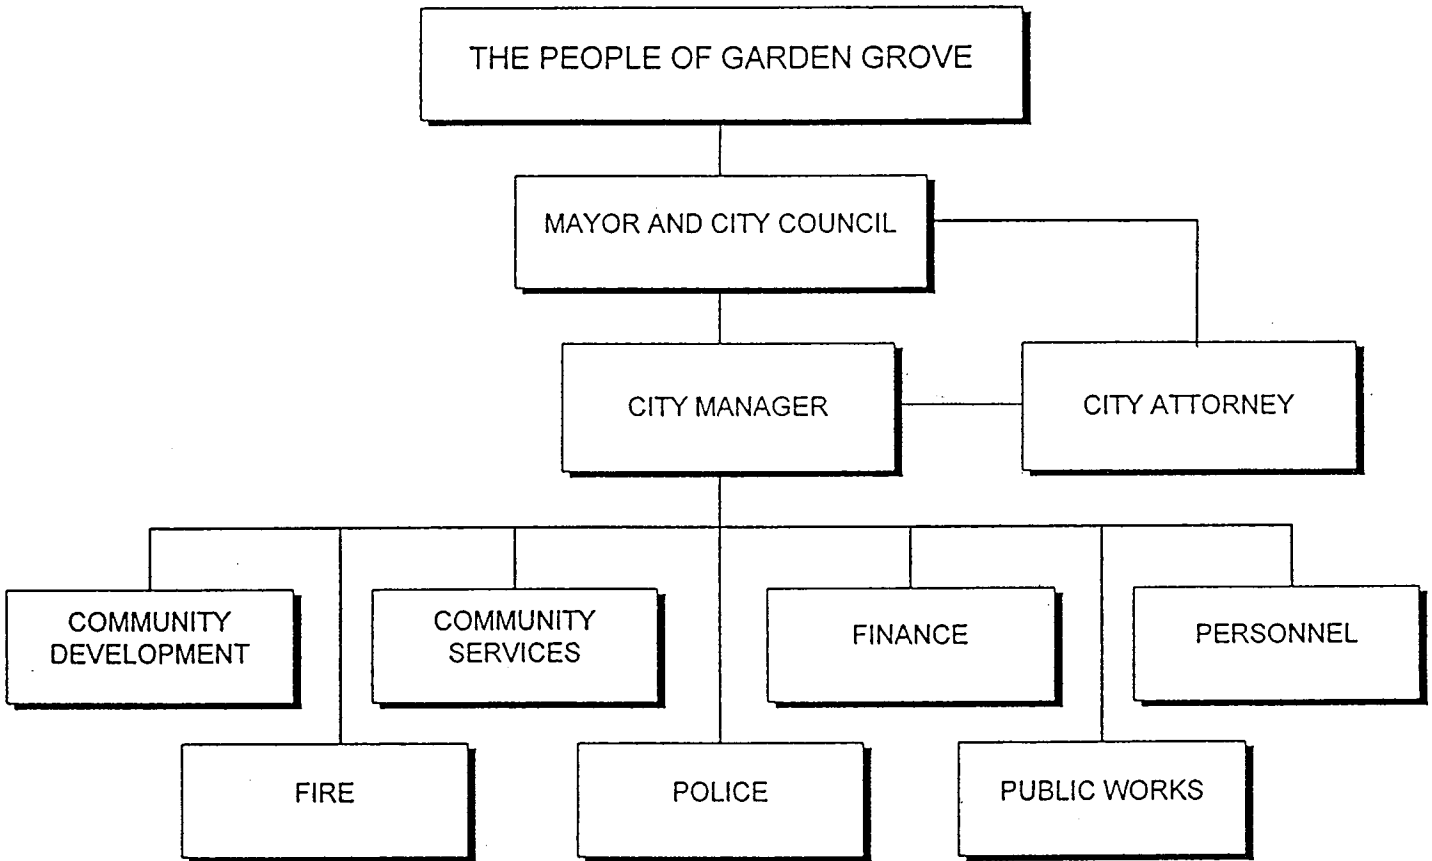 THE PEOPLE OF GARDEN GROVE
MAYOR AND CITY COUNCIL
CITY MANAGER
CITY ATTORNEY
COMMUNITY
DEVELOPMENT
COMMUNITY
SERVICES
FINANCE
PERSONNEL
FIRE
POLICE
PUBLIC WORKS